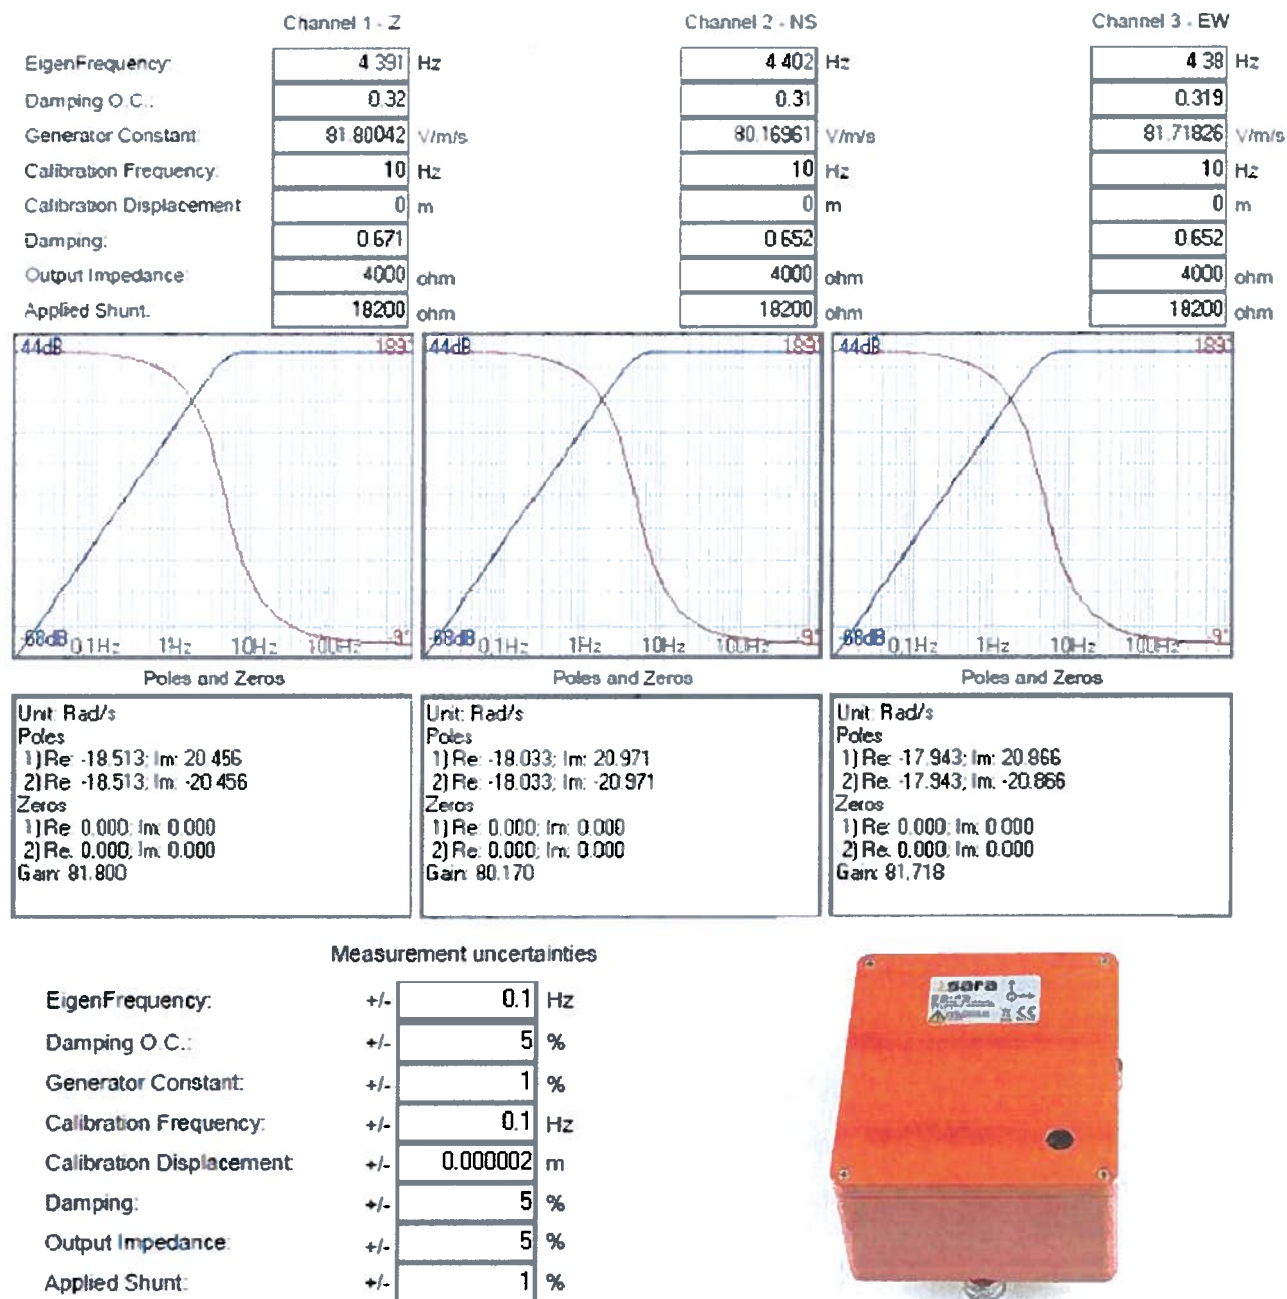 Channel 1 - Z Channel 2 - NS Channel 3 - EW
EigenFrequency: 4.391 Hz 4.402 Hz 4.38 Hz
Damping O.C.: 0.32 0.31 0.319
Generator Constant: 81.80042 V/m/s 80.16961 V/m/s 81.71826 V/m/s
Calibration Frequency: 10 Hz 10 Hz 10 Hz
Calibration Displacement 0 m 0 m 0 m
Damping: 0.671 0.652 0.652
Output Impedance: 4000 ohm 4000 ohm 4000 ohm
Applied Shunt: 18200 ohm 18200 ohm 18200 ohm
44dB 189° 44dB 189° 44dB 189°
-68dB 0.1Hz 1Hz 10Hz 100Hz -9° -68dB 0.1Hz 1Hz 10Hz 100Hz -9° -68dB 0.1Hz 1Hz 10Hz 100Hz -9°
Poles and Zeros Poles and Zeros Poles and Zeros
Unit: Rad/s
Poles
1) Re: -18.513; Im: 20.456
2) Re: -18.513; Im: -20.456
Zeros
1) Re: 0.000; Im: 0.000
2) Re: 0.000; Im: 0.000
Gain: 81.800
Unit: Rad/s
Poles
1) Re: -18.033; Im: 20.971
2) Re: -18.033; Im: -20.971
Zeros
1) Re: 0.000; Im: 0.000
2) Re: 0.000; Im: 0.000
Gain: 80.170
Unit: Rad/s
Poles
1) Re: -17.943; Im: 20.866
2) Re: -17.943; Im: -20.866
Zeros
1) Re: 0.000; Im: 0.000
2) Re: 0.000; Im: 0.000
Gain: 81.718
Measurement uncertainties
EigenFrequency: +/- 0.1 Hz
Damping O.C.: +/- 5 %
Generator Constant: +/- 1 %
Calibration Frequency: +/- 0.1 Hz
Calibration Displacement: +/- 0.000002 m
Damping: +/- 5 %
Output Impedance: +/- 5 %
Applied Shunt: +/- 1 %
sara
CE